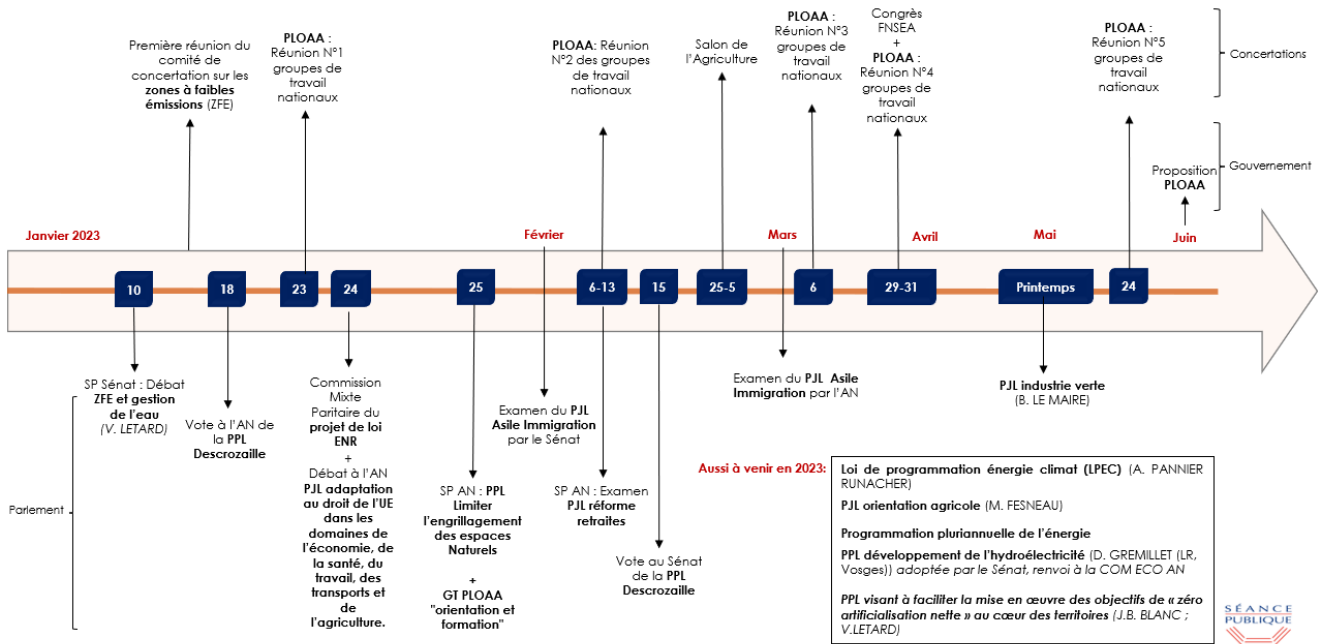 Première réunion du
comité de
concertation sur les
zones à faibles
émissions (ZFE)
PLOAA :
Réunion N°1
groupes de
travail
nationaux
PLOAA: Réunion
N°2 des groupes
de travail
nationaux
Salon de
l'Agriculture
PLOAA :
Réunion N°3
groupes de
travail
nationaux
Congrès
FNSEA
+
PLOAA :
Réunion N°4
groupes de
travail
nationaux
PLOAA :
Réunion N°5
groupes de
travail
nationaux
Concertations
Proposition
PLOAA
Gouvernement
Janvier 2023
Février
Mars
Avril
Mai
Juin
10
18
23
24
25
6-13
15
25-5
6
29-31
Printemps
24
Parlement
SP Sénat : Débat
ZFE et gestion
de l'eau
(V. LETARD)
Vote à l'AN de
la PPL
Descrozaille
Commission
Mixte
Paritaire du
projet de loi
ENR
+
Débat à l'AN
PJL adaptation
au droit de l'UE
dans les
domaines de
l'économie, de
la santé, du
travail, des
transports et
de
l'agriculture.
SP AN : PPL
Limiter
l'engrillagement
des espaces
Naturels
+
GT PLOAA
"orientation et
formation"
Examen du PJL
Asile Immigration
par le Sénat
SP AN : Examen
PJL réforme
retraites
Vote au Sénat
de la PPL
Descrozaille
Examen du PJL Asile
Immigration par l'AN
PJL industrie verte
(B. LE MAIRE)
Aussi à venir en 2023:
Loi de programmation énergie climat (LPEC) (A. PANNIER
RUNACHER)
PJL orientation agricole (M. FESNEAU)
Programmation pluriannuelle de l'énergie
PPL développement de l'hydroélectricité (D. GREMILLET (LR,
Vosges)) adoptée par le Sénat, renvoi à la COM ECO AN
PPL visant à faciliter la mise en œuvre des objectifs de « zéro
artificialisation nette » au cœur des territoires (J.B. BLANC ;
V.LETARD)
SÉANCE
PUBLIQUE